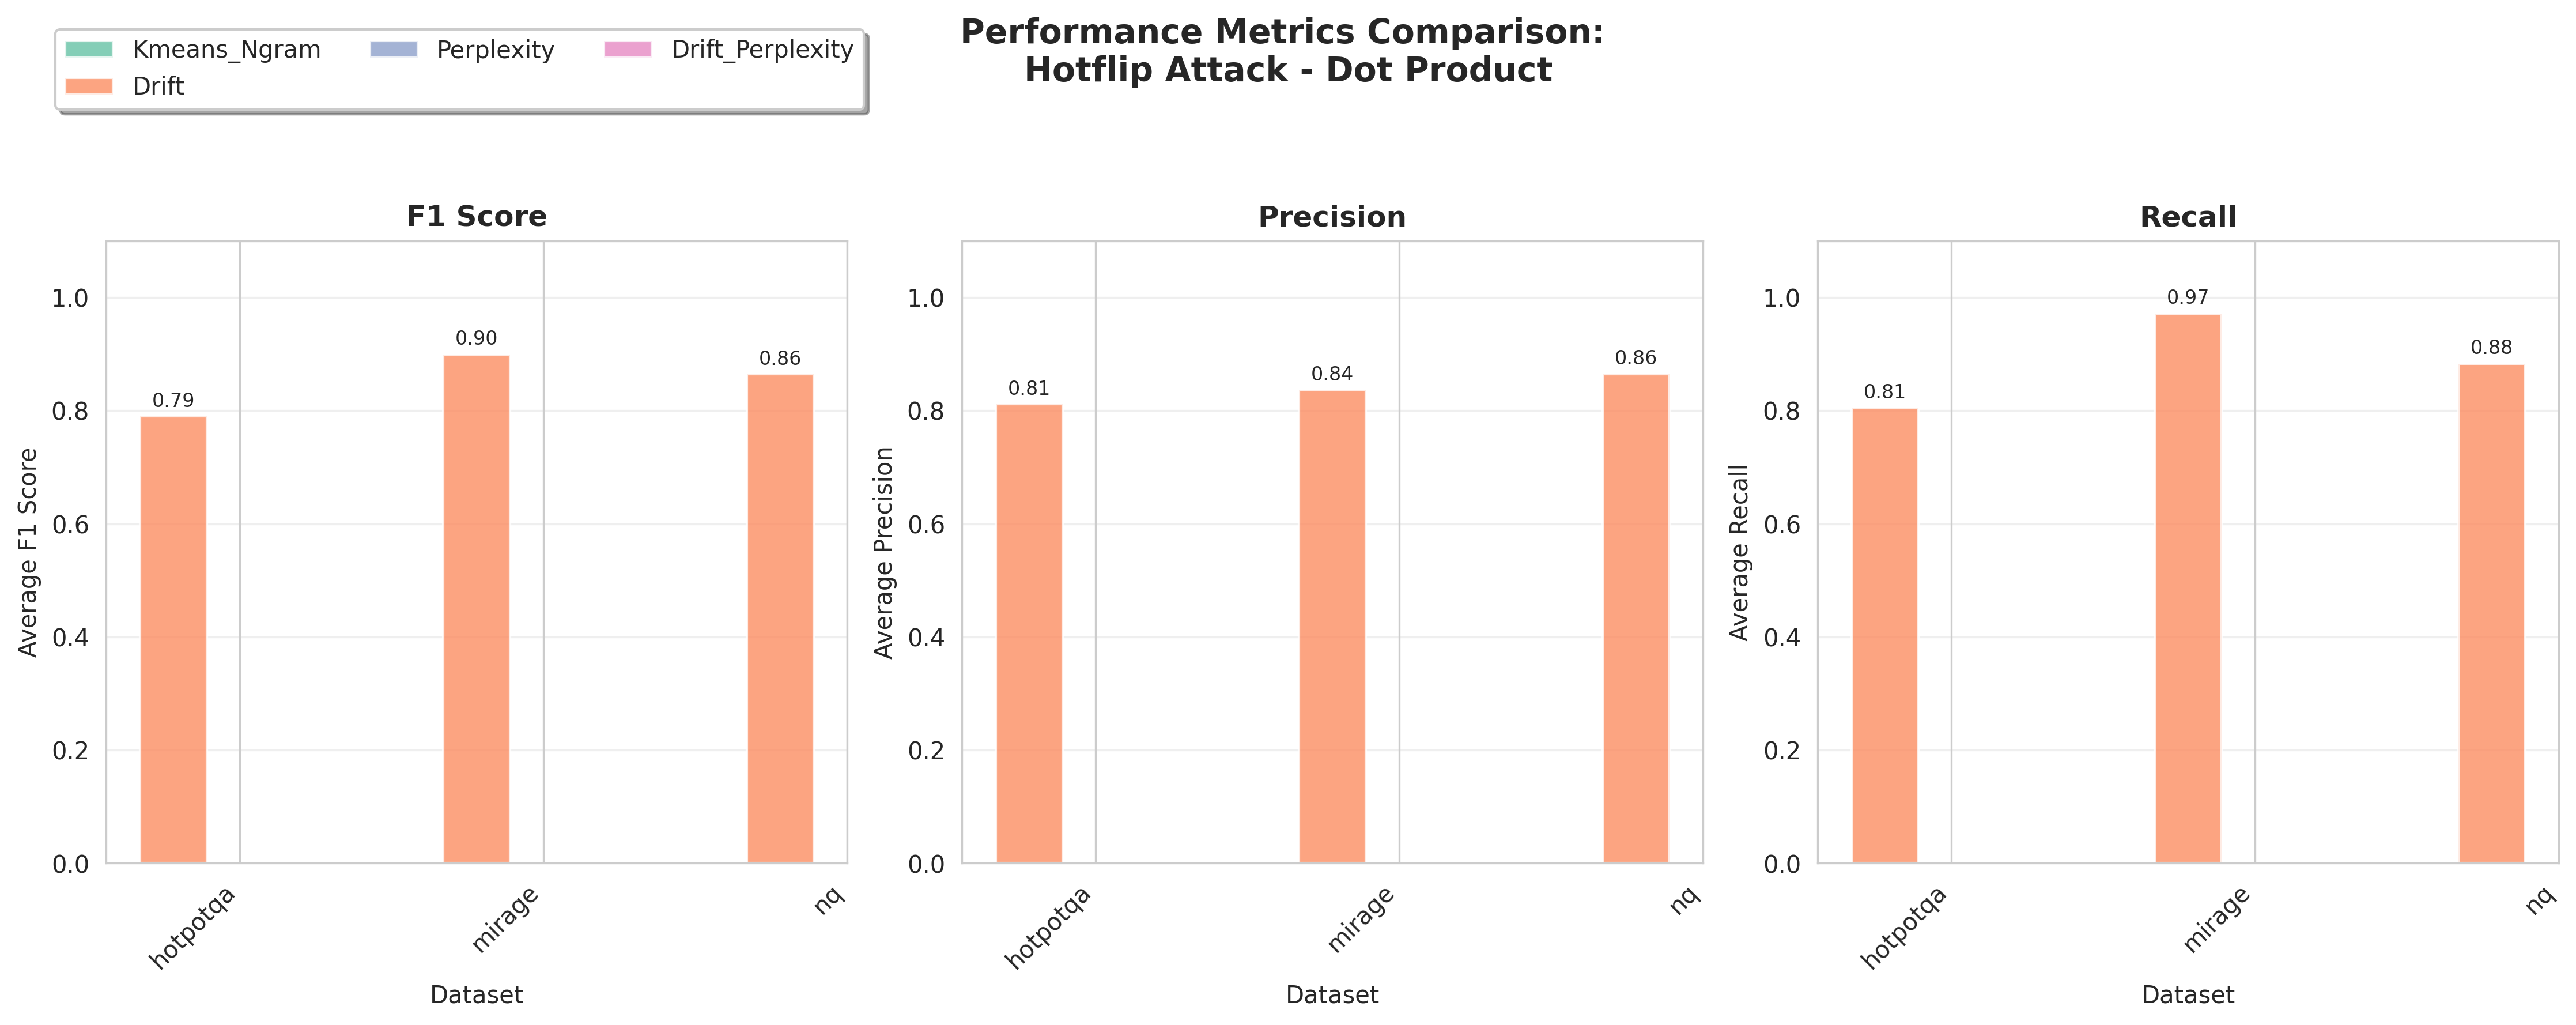 Performance Metrics Comparison:
Hotflip Attack - Dot Product
Kmeans_Ngram
Drift
Perplexity
Drift_Perplexity
F1 Score
Average F1 Score
1.0
0.8
0.6
0.4
0.2
0.0
0.79
0.90
0.86
hotpotqa
mirage
nq
Dataset
Precision
Average Precision
1.0
0.8
0.6
0.4
0.2
0.0
0.81
0.84
0.86
hotpotqa
mirage
nq
Dataset
Recall
Average Recall
1.0
0.8
0.6
0.4
0.2
0.0
0.81
0.97
0.88
hotpotqa
mirage
nq
Dataset